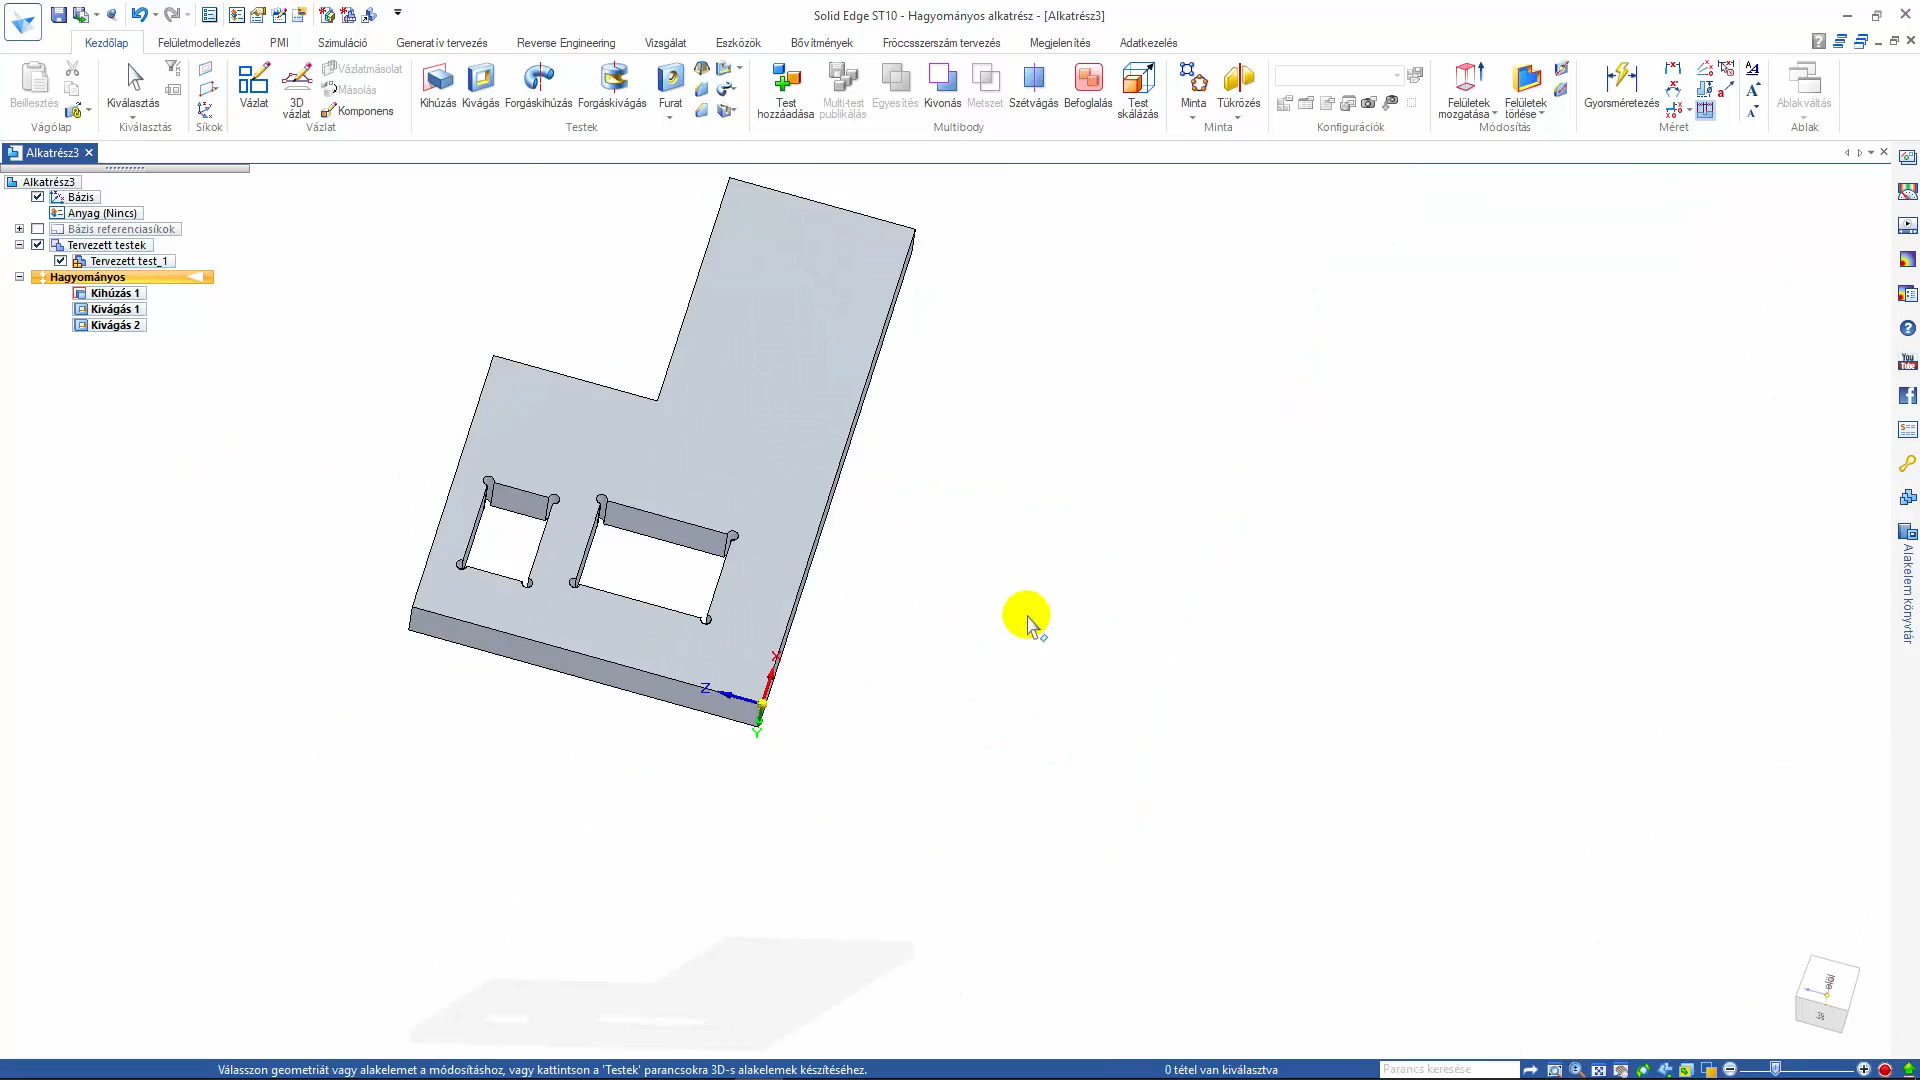 Solid Edge ST10 - Hagyományos alkatrész - [Alkatrész3]
Kezdőlap Felületmodellezés PMI Szimuláció Generatív tervezés Reverse Engineering Vizsgálat Eszközök Bővítmények Fröccsszerszám tervezés Megjelenítés Adatkezelés
Beillesztés
Vágólap
Kiválasztás
Kiválasztás
Síkok
Vázlat
3D vázlat
Vázlatmásolat
Másolás
Komponens
Vázlat
Kihúzás
Kivágás
Forgáskihúzás
Forgáskivágás
Furat
Testek
Test hozzáadása
Multi-test publikálás
Egyesítés
Kivonás
Metszet
Szétvágás
Befoglalás
Test skálázás
Multibody
Minta
Tükrözés
Minta
Konfigurációk
Felületek mozgatása
Felületek törlése
Módosítás
Gyorsméretezés
Méret
Ablakváltás
Ablak
Alkatrész3
Alkatrész3
Bázis
Anyag (Nincs)
Bázis referenciasíkok
Tervezett testek
Tervezett test_1
Hagyományos
Kihúzás 1
Kivágás 1
Kivágás 2
X
Z
Y
You
Tube
Alakelem könyvtár
Válasszon geometriát vagy alakelemet a módosításhoz, vagy kattintson a 'Testek' parancsokra 3D-s alakelemek készítéséhez.
0 tétel van kiválasztva
Parancs keresése